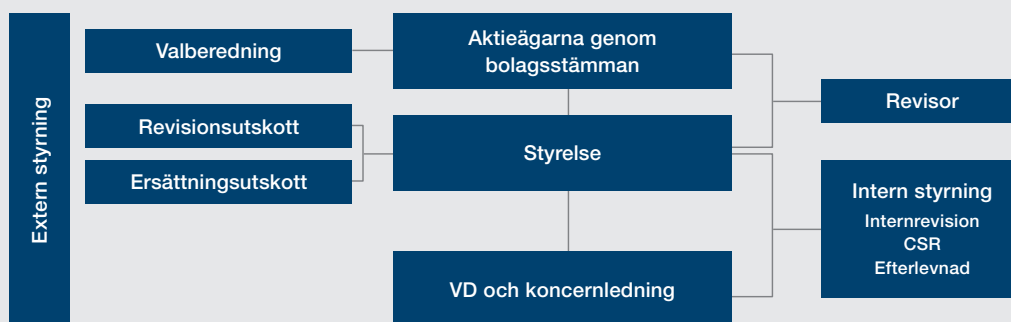 Extern styrning
Valberedning
Aktieägarna genom
bolagsstämman
Revisor
Revisionsutskott
Styrelse
Ersättningsutskott
Intern styrning
Internrevision
CSR
Efterlevnad
VD och koncernledning